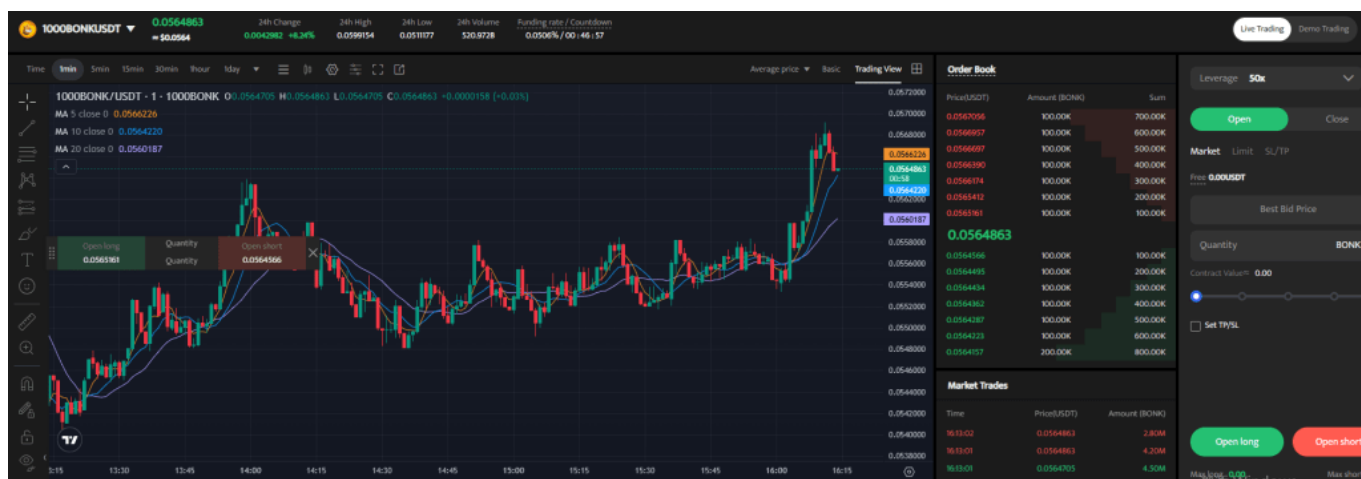 1000BONKUSDT
0.0564863
≈ $0.0564
24h Change
0.0042982 +8.24%
24h High
0.0599154
24h Low
0.0511177
24h Volume
520.9728
Funding rate / Countdown
0.0506% / 00 : 46 : 57
Live Trading Demo Trading
Time 1min 5min 15min 30min 1hour 1day
Average price Basic Trading View
1000BONK/USDT · 1 · 1000BONK O0.0564705 H0.0564863 L0.0564705 C0.0564863 +0.0000158 (+0.03%)
MA 5 close 0 0.0566226
MA 10 close 0 0.0564220
MA 20 close 0 0.0560187
Open long
0.0565161
Quantity
Quantity
Open short
0.0564566
0.0572000
0.0570000
0.0568000
0.0566226
0.0564863
00:58
0.0564220
0.0562000
0.0560187
0.0558000
0.0556000
0.0554000
0.0552000
0.0550000
0.0548000
0.0546000
0.0544000
0.0542000
0.0540000
0.0538000
3:15 13:30 13:45 14:00 14:15 14:30 14:45 15:00 15:15 15:30 15:45 16:00 16:15
Order Book
Price(USDT) Amount (BONK) Sum
0.0567056 100.00K 700.00K
0.0566957 100.00K 600.00K
0.0566697 100.00K 500.00K
0.0566390 100.00K 400.00K
0.0566174 100.00K 300.00K
0.0565412 100.00K 200.00K
0.0565161 100.00K 100.00K
0.0564863
0.0564566 100.00K 100.00K
0.0564493 100.00K 200.00K
0.0564434 100.00K 300.00K
0.0564362 100.00K 400.00K
0.0564287 100.00K 500.00K
0.0564223 100.00K 600.00K
0.0564157 200.00K 800.00K
Market Trades
Time Price(USDT) Amount (BONK)
16:13:02 0.0564863 2.80M
16:13:01 0.0564863 4.20M
16:13:01 0.0564705 4.50M
Leverage 50x
Open Close
Market Limit SL/TP
Free 0.00USDT
Best Bid Price
Quantity BONK
Contract Value≈ 0.00
Set TP/SL
Open long Open short
Max long 0.00 Max shor